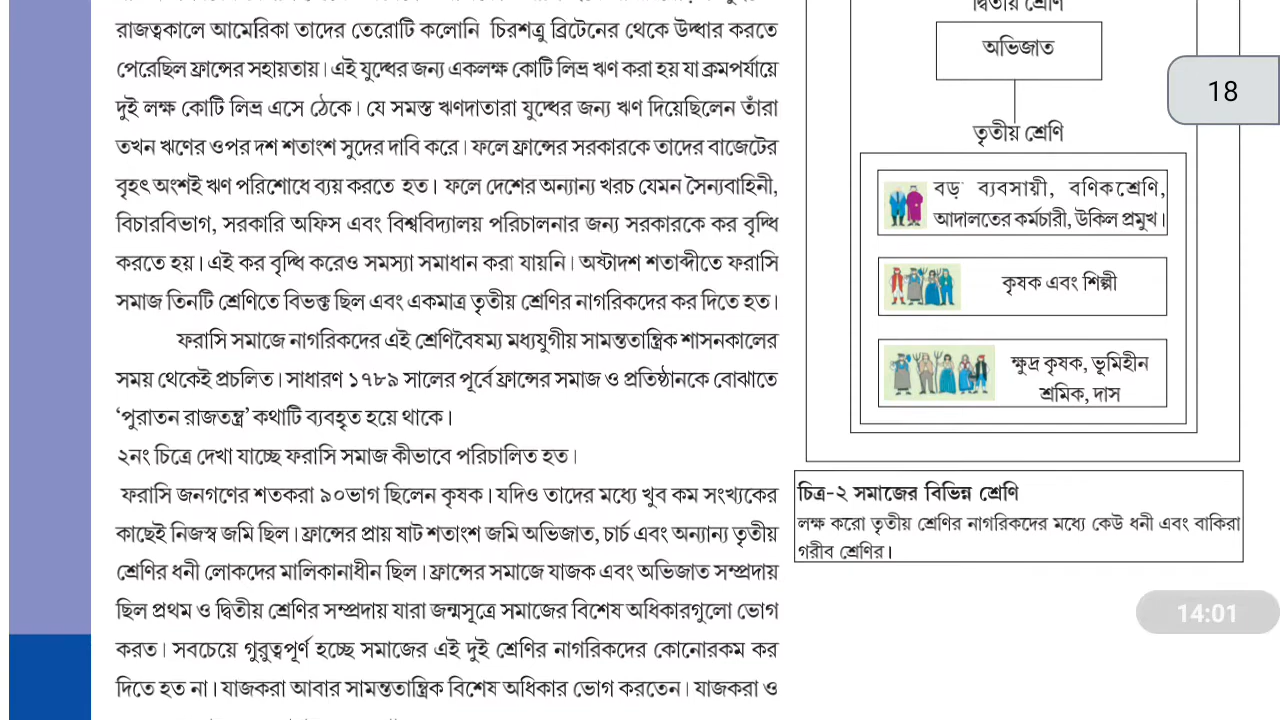 রাজত্বকালে আমেরিকা তাদের তেরোটি কলোনি চিরশত্রু ব্রিটেনের থেকে উদ্ধার করতে
পেরেছিল ফ্রান্সের সহায়তায়। এই যুদ্ধের জন্য একলক্ষ কোটি লিভ্র ঋণ করা হয় যা ক্রমপর্যায়ে
দুই লক্ষ কোটি লিভ্র এসে ঠেকে। যে সমস্ত ঋণদাতারা যুদ্ধের জন্য ঋণ দিয়েছিলেন তাঁরা
তখন ঋণের ওপর দশ শতাংশ সুদের দাবি করে। ফলে ফ্রান্সের সরকারকে তাদের বাজেটের
বৃহৎ অংশই ঋণ পরিশোধে ব্যয় করতে হত। ফলে দেশের অন্যান্য খরচ যেমন সৈন্যবাহিনী,
বিচারবিভাগ, সরকারি অফিস এবং বিশ্ববিদ্যালয় পরিচালনার জন্য সরকারকে কর বৃদ্ধি
করতে হয়। এই কর বৃদ্ধি করেও সমস্যা সমাধান করা যায়নি। অষ্টাদশ শতাব্দীতে ফরাসি
সমাজ তিনটি শ্রেণিতে বিভক্ত ছিল এবং একমাত্র তৃতীয় শ্রেণির নাগরিকদের কর দিতে হত।
ফরাসি সমাজে নাগরিকদের এই শ্রেণিবৈষম্য মধ্যযুগীয় সামন্ততান্ত্রিক শাসনকালের
সময় থেকেই প্রচলিত। সাধারণ ১৭৮৯ সালের পূর্বে ফ্রান্সের সমাজ ও প্রতিষ্ঠানকে বোঝাতে
‘পুরাতন রাজতন্ত্র’ কথাটি ব্যবহৃত হয়ে থাকে।
২নং চিত্রে দেখা যাচ্ছে ফরাসি সমাজ কীভাবে পরিচালিত হত।
ফরাসি জনগণের শতকরা ৯০ভাগ ছিলেন কৃষক। যদিও তাদের মধ্যে খুব কম সংখ্যকের
কাছেই নিজস্ব জমি ছিল। ফ্রান্সের প্রায় ষাট শতাংশ জমি অভিজাত, চার্চ এবং অন্যান্য তৃতীয়
শ্রেণির ধনী লোকদের মালিকানাধীন ছিল। ফ্রান্সের সমাজে যাজক এবং অভিজাত সম্প্রদায়
ছিল প্রথম ও দ্বিতীয় শ্রেণির সম্প্রদায় যারা জন্মসূত্রে সমাজের বিশেষ অধিকারগুলো ভোগ
করত। সবচেয়ে গুরুত্বপূর্ণ হচ্ছে সমাজের এই দুই শ্রেণির নাগরিকদের কোনোরকম কর
দিতে হত না। যাজকরা আবার সামন্ততান্ত্রিক বিশেষ অধিকার ভোগ করতেন। যাজকরা ও
দ্বিতীয় শ্রেণি
অভিজাত
তৃতীয় শ্রেণি
বড় ব্যবসায়ী, বণিকশ্রেণি,
আদালতের কর্মচারী, উকিল প্রমুখ।
কৃষক এবং শিল্পী
ক্ষুদ্র কৃষক, ভূমিহীন
শ্রমিক, দাস
চিত্র-২ সমাজের বিভিন্ন শ্রেণি
লক্ষ করো তৃতীয় শ্রেণির নাগরিকদের মধ্যে কেউ ধনী এবং বাকিরা
গরীব শ্রেণির।
18
14:01